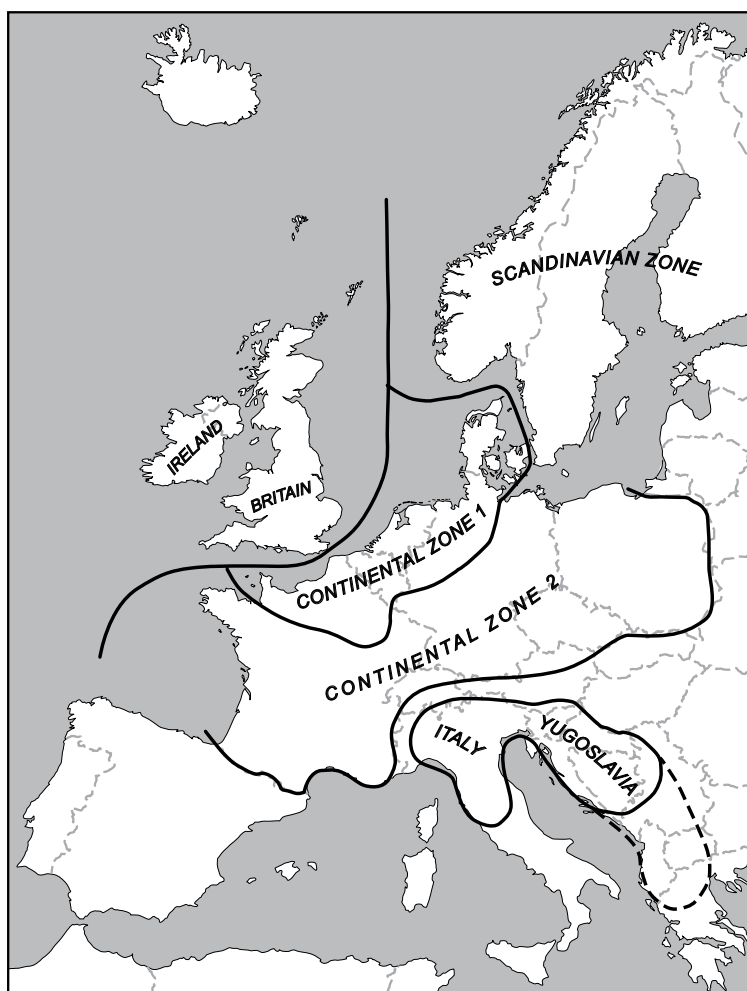 SCANDINAVIAN ZONE
IRELAND
BRITAIN
CONTINENTAL ZONE 1
CONTINENTAL ZONE 2
ITALY
YUGOSLAVIA